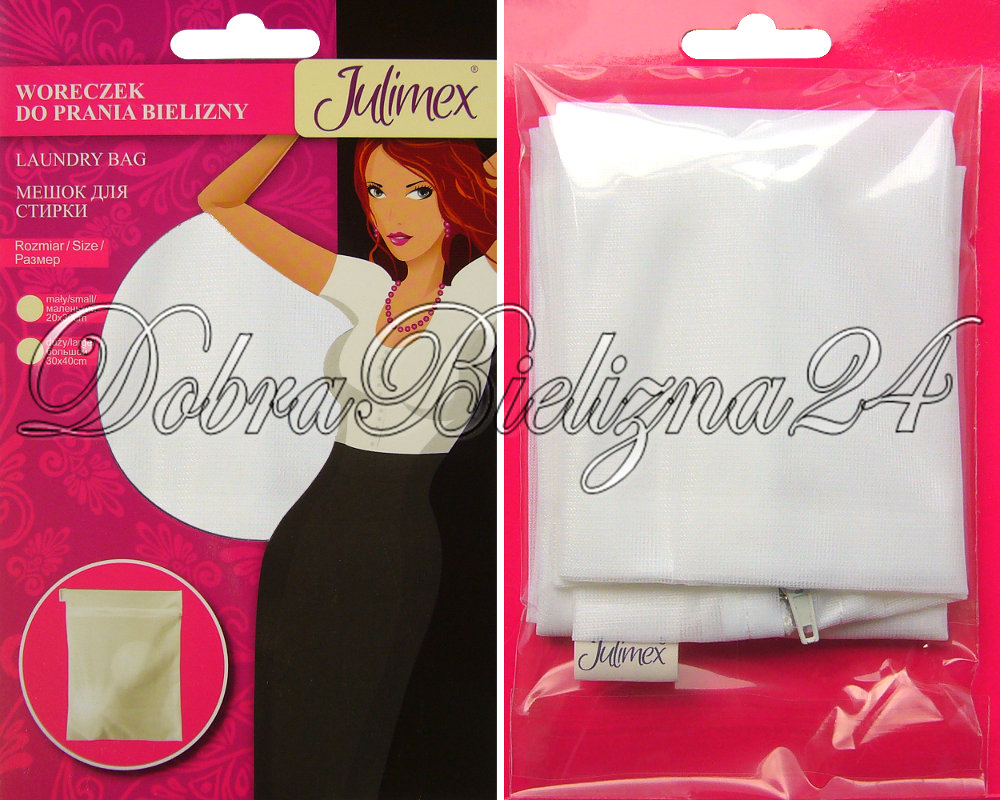 WORECZEK
DO PRANIA BIELIZNY
Julimex®
LAUNDRY BAG
МЕШОК ДЛЯ
СТИРКИ
Rozmiar / Size /
Размер
mały/small/
duży/large
большой
30x40cm
DobraBielizna24
Julimex